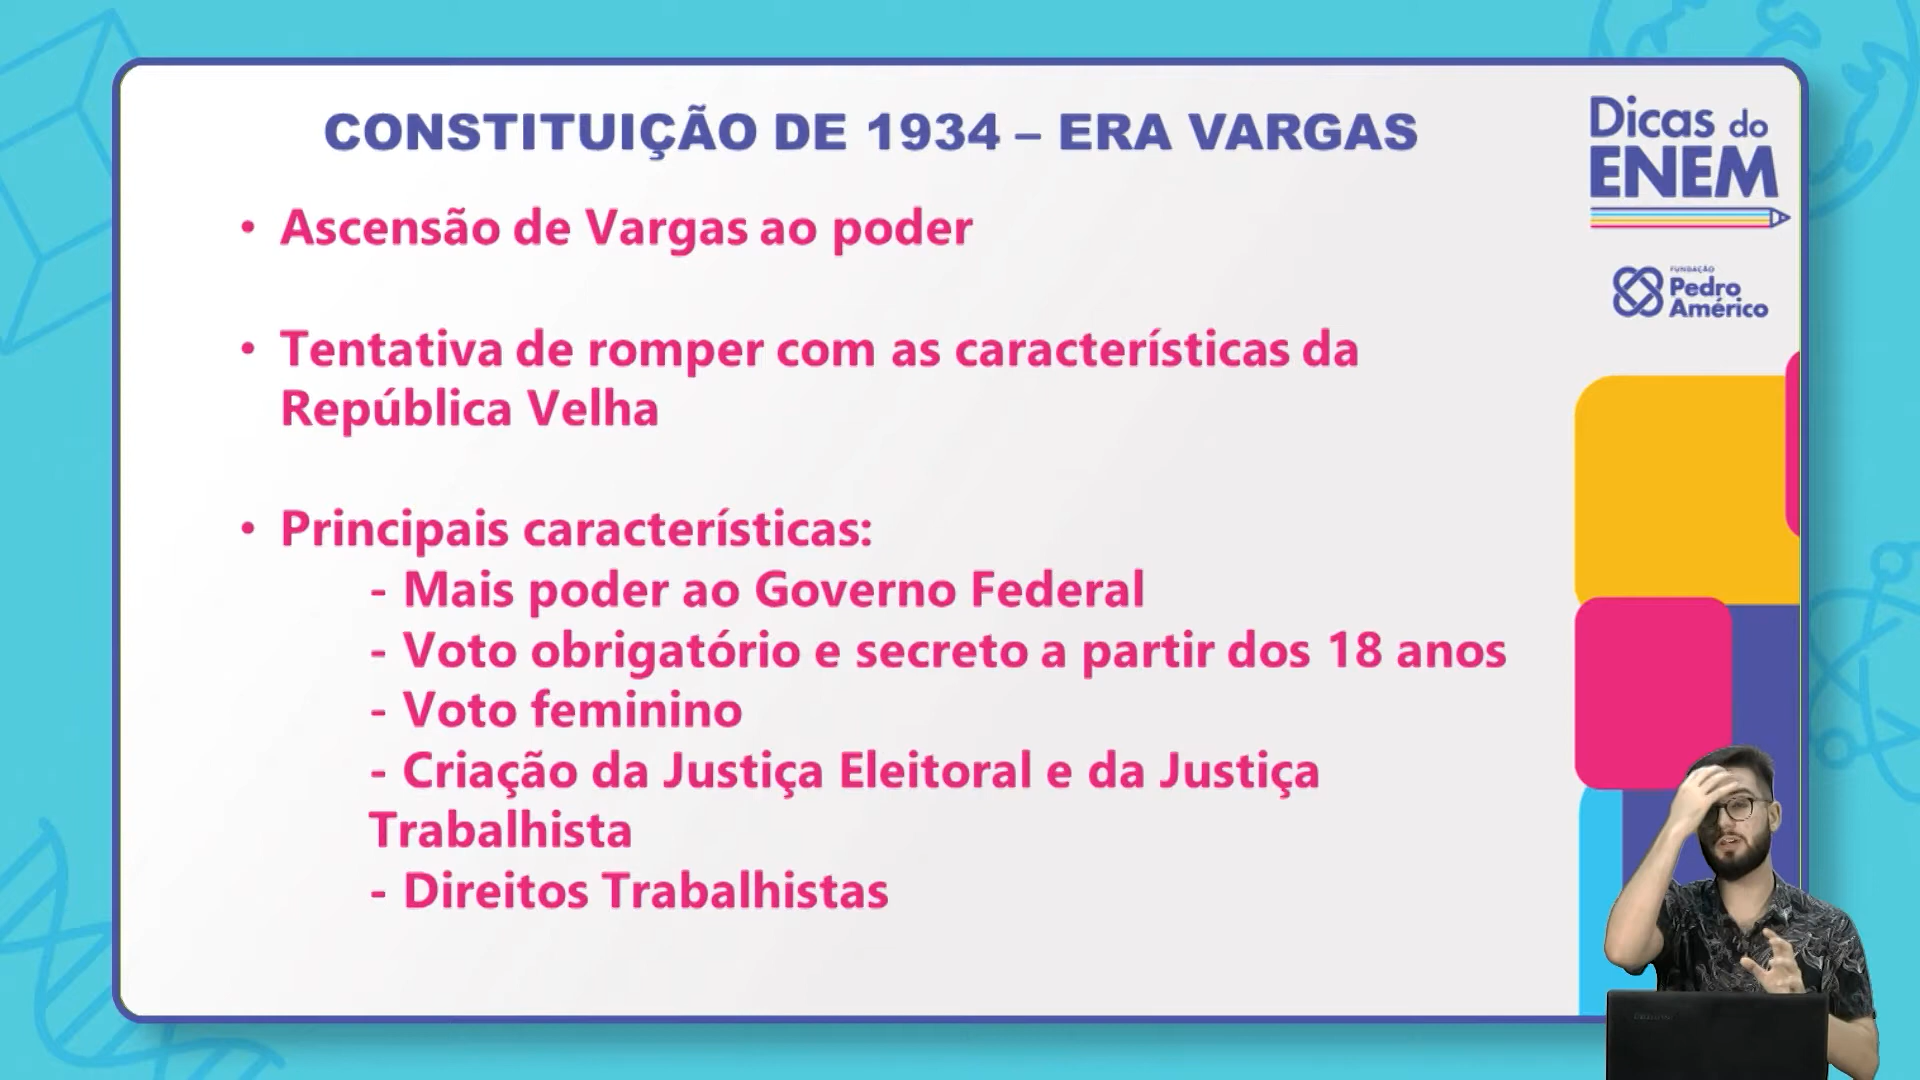 CONSTITUIÇÃO DE 1934 – ERA VARGAS
• Ascensão de Vargas ao poder
• Tentativa de romper com as características da
República Velha
• Principais características:
- Mais poder ao Governo Federal
- Voto obrigatório e secreto a partir dos 18 anos
- Voto feminino
- Criação da Justiça Eleitoral e da Justiça
Trabalhista
- Direitos Trabalhistas
Dicas do
ENEM
FUNDAÇÃO
Pedro
Américo